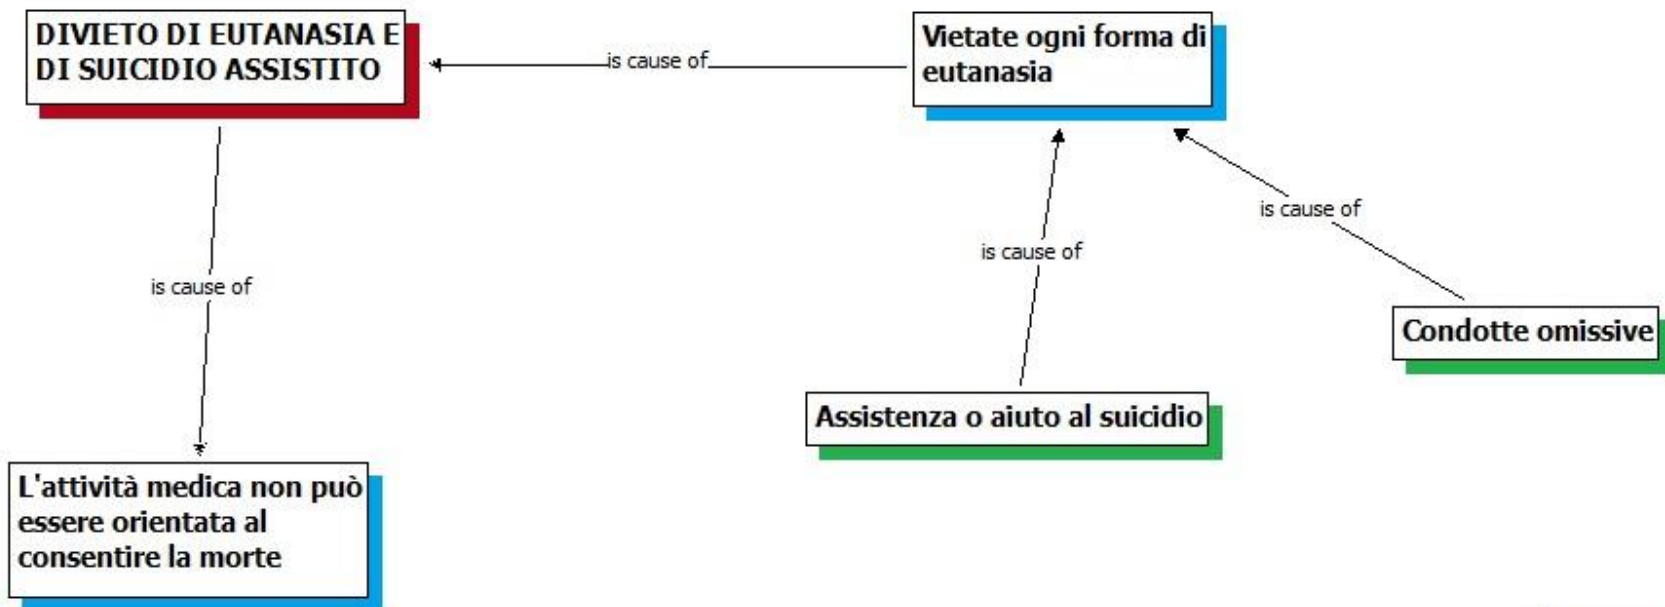 DIVIETO DI EUTANASIA E
DI SUICIDIO ASSISTITO
is cause of
Vietate ogni forma di
eutanasia
is cause of
is cause of
is cause of
Condotte omissive
Assistenza o aiuto al suicidio
L'attività medica non può
essere orientata al
consentire la morte